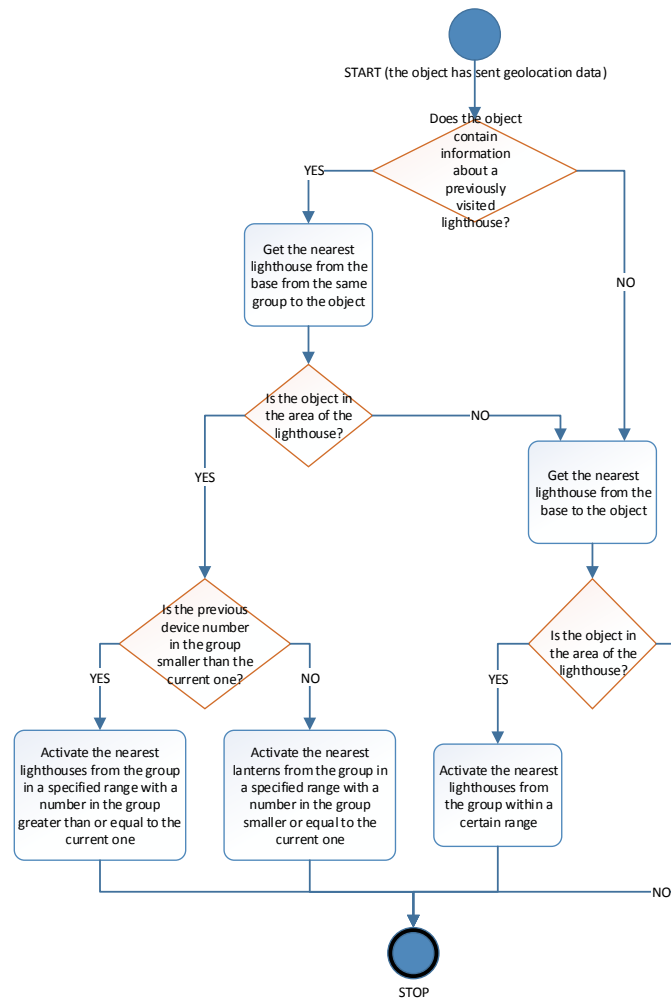 START (the object has sent geolocation data)
Does the object
contain
information
about a
previously
visited
lighthouse?
YES
NO
Get the nearest
lighthouse from the
base from the same
group to the object
Is the object in
the area of the
lighthouse?
NO
YES
Get the nearest
lighthouse from the
base to the object
Is the previous
device number
in the group
smaller than the
current one?
Is the object in
the area of the
lighthouse?
YES
NO
YES
Activate the nearest
lighthouses from the group
in a specified range with a
number in the group
greater than or equal to the
current one
Activate the nearest
lanterns from the group in
a specified range with a
number in the group
smaller or equal to the
current one
Activate the nearest
lighthouses from
the group within a
certain range
NO
STOP